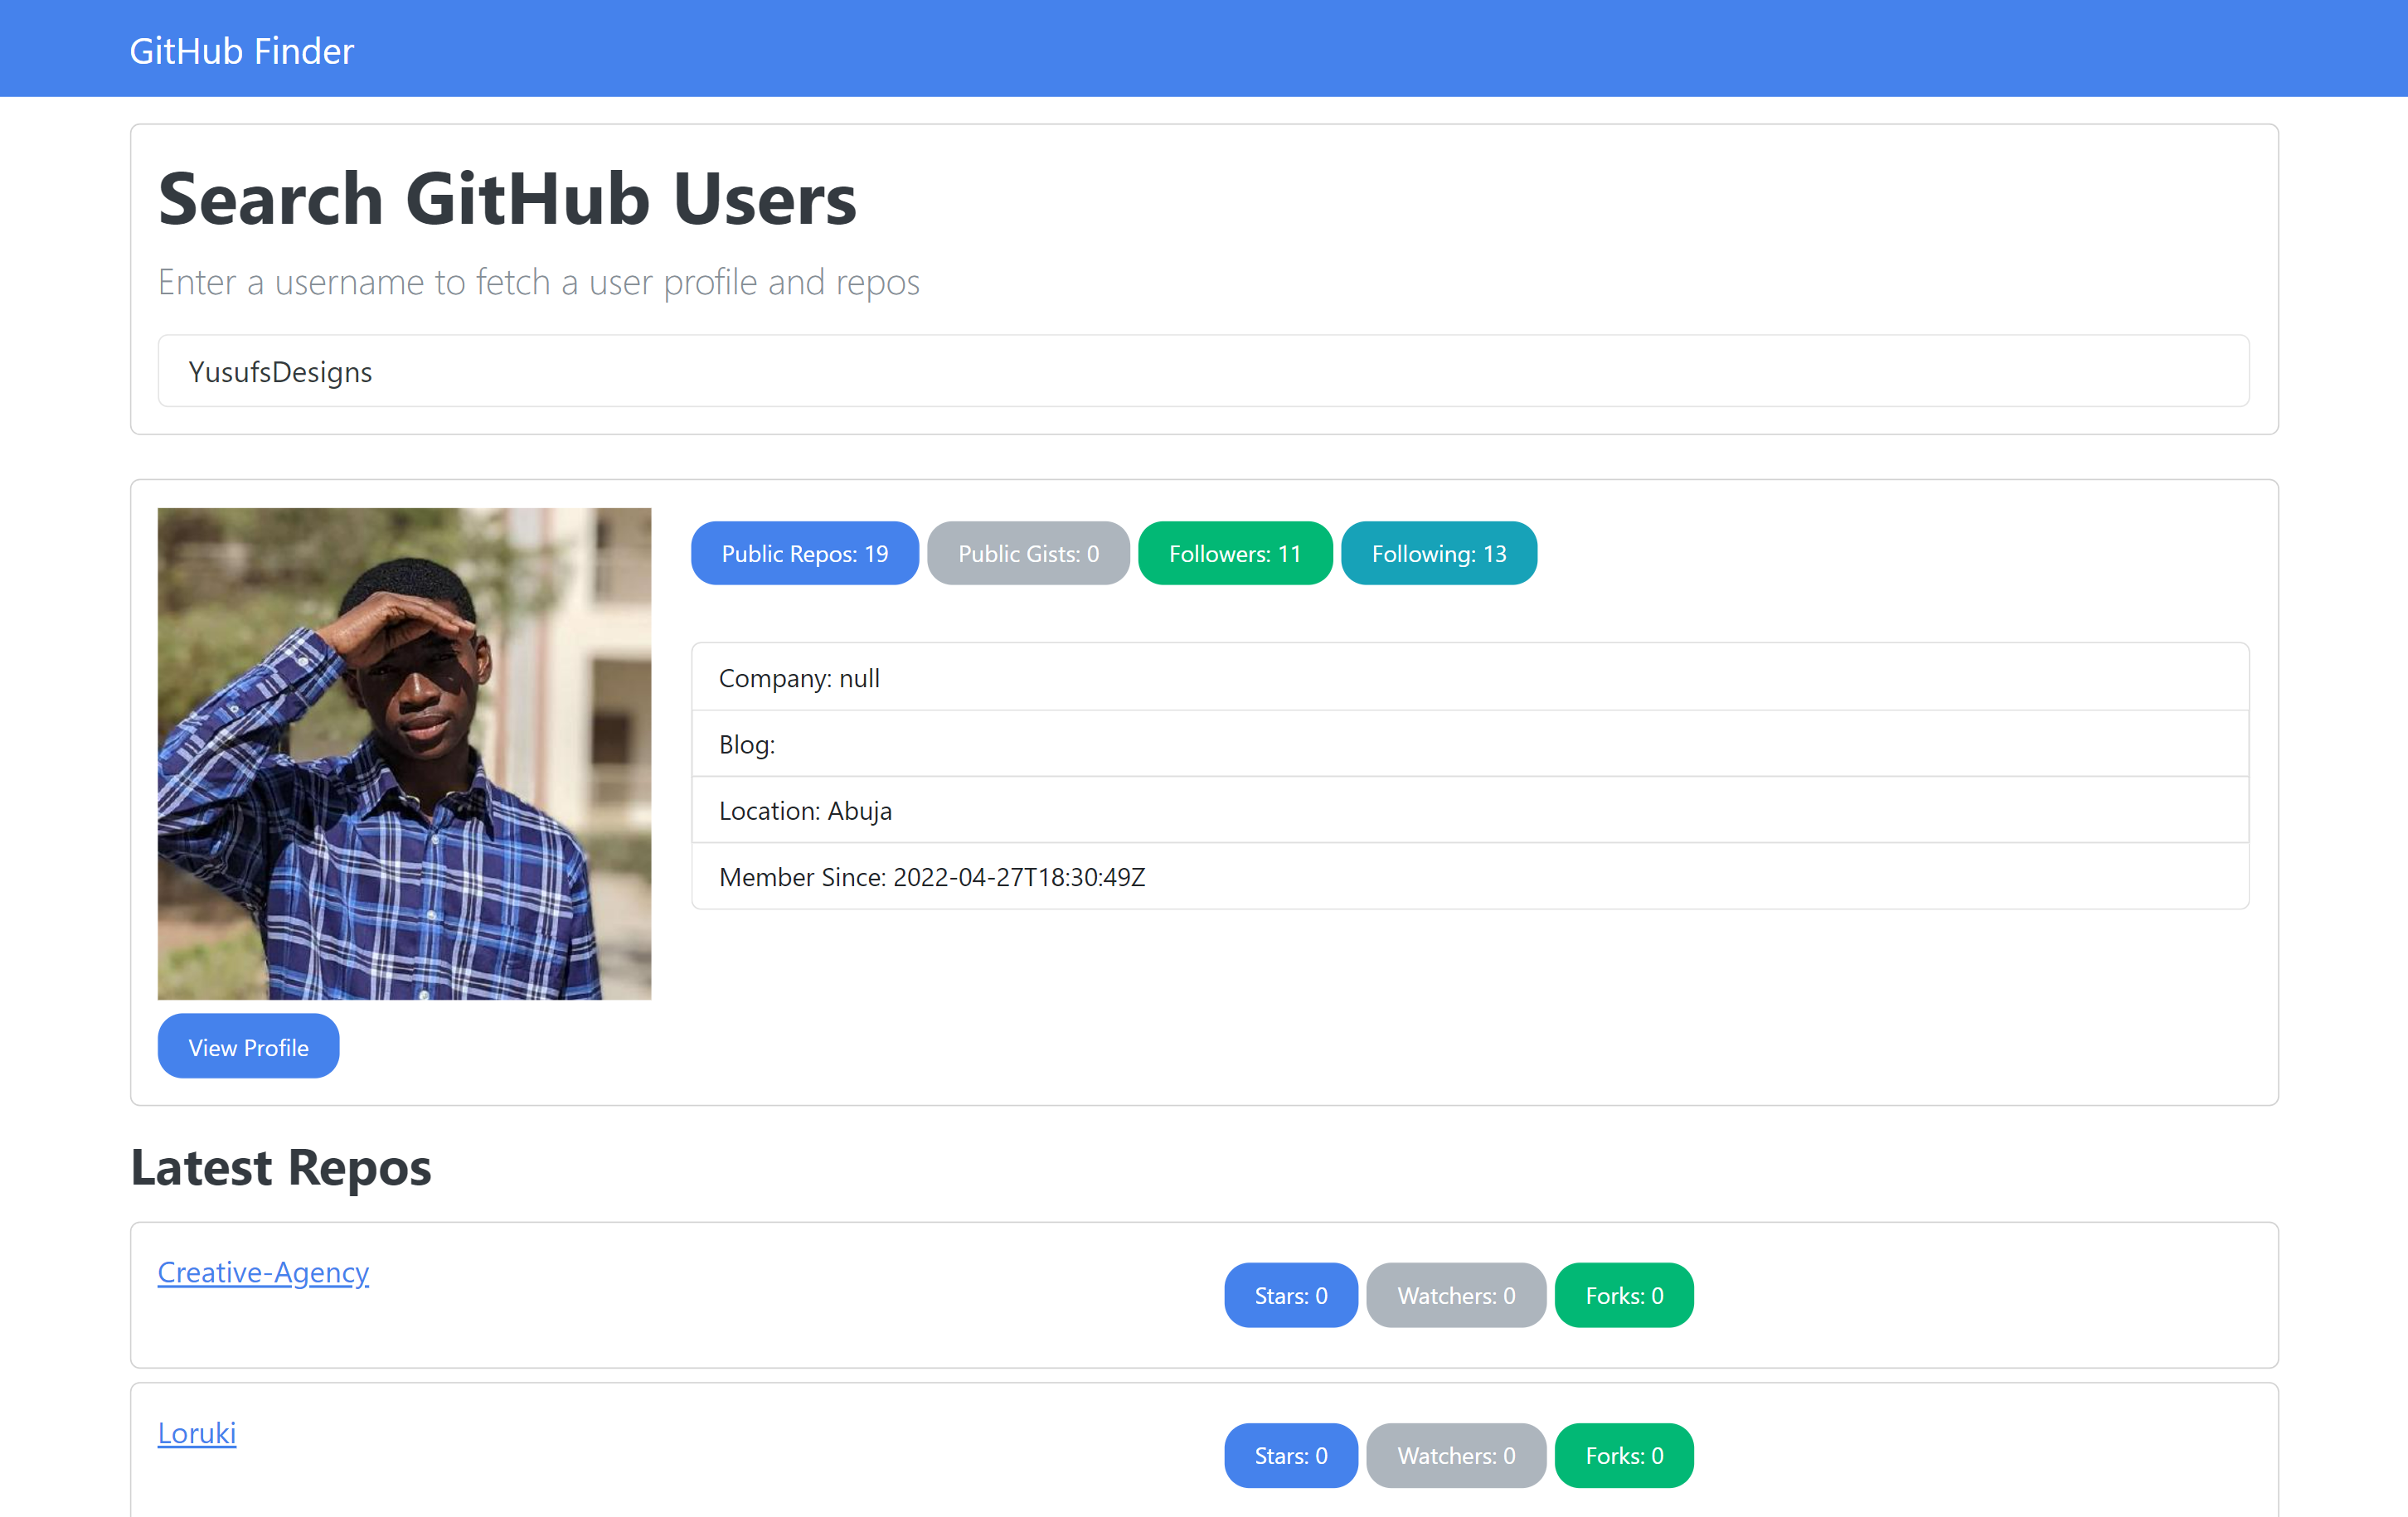 GitHub Finder
Search GitHub Users
Enter a username to fetch a user profile and repos
YusufsDesigns
Public Repos: 19 Public Gists: 0 Followers: 11 Following: 13
Company: null
Blog:
Location: Abuja
Member Since: 2022-04-27T18:30:49Z
View Profile
Latest Repos
Creative-Agency Stars: 0 Watchers: 0 Forks: 0
Loruki Stars: 0 Watchers: 0 Forks: 0